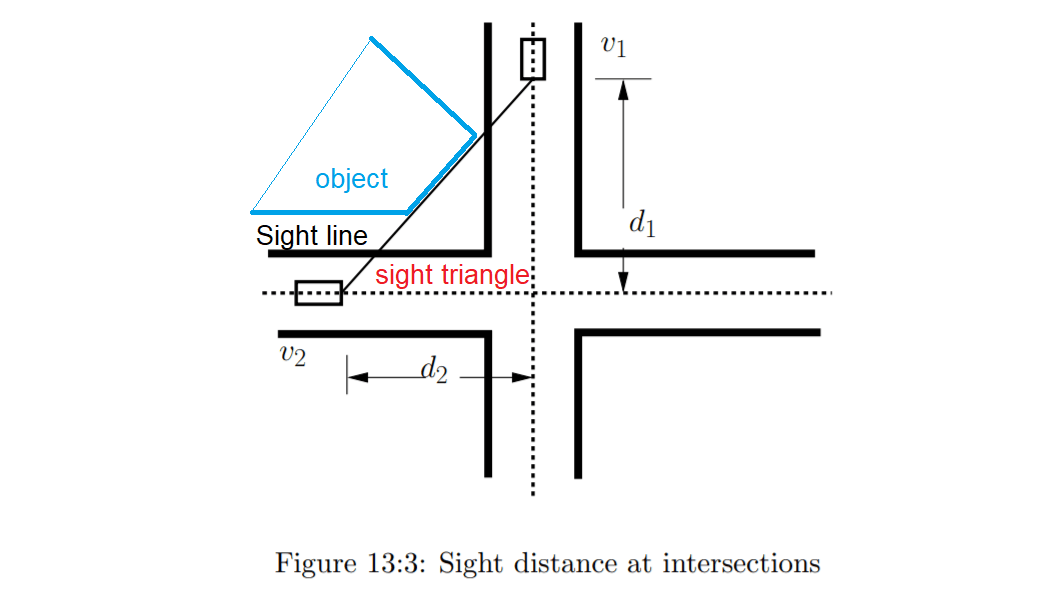 v₁
object
d₁
Sight line
sight triangle
v₂
d₂
Figure 13:3: Sight distance at intersections